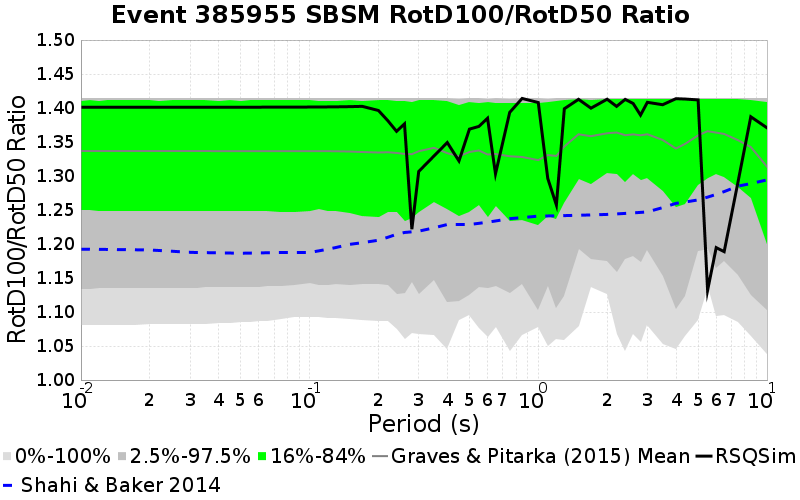 Event 385955 SBSM RotD100/RotD50 Ratio
RotD100/RotD50 Ratio
1.50
1.45
1.40
1.35
1.30
1.25
1.20
1.15
1.10
1.05
1.00
10^-2 2 3 4 5 6 10^-1 2 3 4 5 6 7 10^0 2 3 4 5 6 7 10^1
Period (s)
0%-100% 2.5%-97.5% 16%-84% Graves & Pitarka (2015) Mean RSQSim
Shahi & Baker 2014